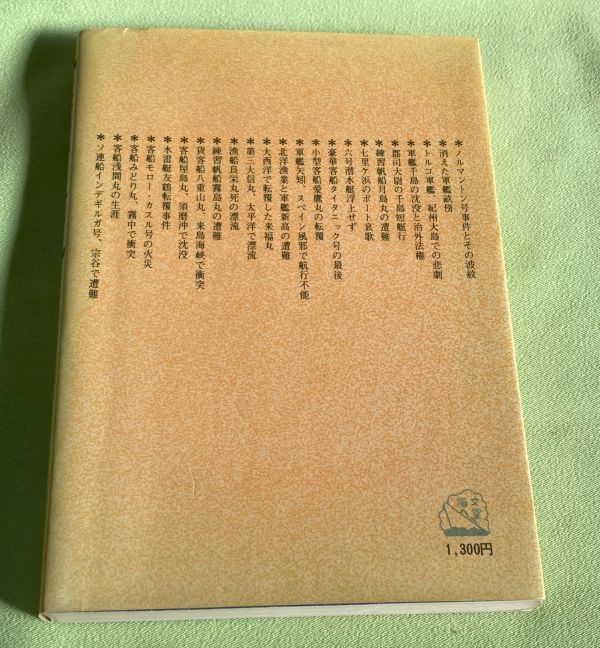 *ノルマントン号事件とその波紋
*消えた軍艦畝傍
*トルコ軍艦、紀州大島での悲劇
*軍艦千島の沈没と治外法権
*郡司大尉の千島短艇行
*練習帆船月島丸の遭難
*七里ケ浜のボート哀歌
*六号潜水艇浮上せず
*豪華客船タイタニック号の最後
*小型客船愛鷹丸の転覆
*軍艦矢矧、スペイン風邪で航行不能
*北洋漁業と軍艦新高の遭難
*大西洋で転覆した来福丸
*第三大信丸、太平洋で漂流
*漁船良栄丸死の漂流
*練習帆船霧島丸の遭難
*貨客船八重山丸、来島海峡で衝突
*客船屋島丸、須磨沖で沈没
*水雷艇友鶴転覆事件
*客船モロー・カスル号の火災
*客船みどり丸、霧中で衝突
*客船浅間丸の生涯
*ソ連船インデギルガ号、宗谷で遭難
海文堂
1,300円